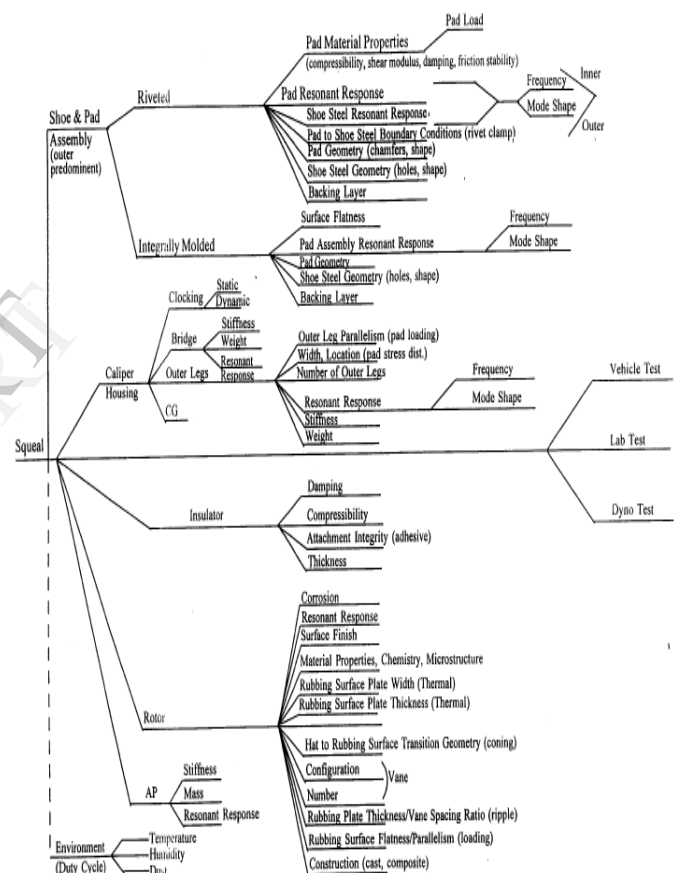 Pad Load
Pad Material Properties
(compressibility, shear modulus, damping, friction stability)
Riveted
Pad Resonant Response
Frequency
Inner
Shoe Steel Resonant Response
Mode Shape
Shoe & Pad
Assembly
(outer
predominent)
Pad to Shoe Steel Boundary Conditions (rivet clamp)
Outer
Pad Geometry (chamfers, shape)
Shoe Steel Geometry (holes, shape)
Backing Layer
Surface Flatness
Frequency
Integrally Molded
Pad Assembly Resonant Response
Mode Shape
Pad Geometry
Shoe Steel Geometry (holes, shape)
Backing Layer
Clocking
Static
Dynamic
Bridge
Stiffness
Weight
Resonant
Response
Outer Leg Parallelism (pad loading)
Width, Location (pad stress dist.)
Caliper
Housing
Outer Legs
Number of Outer Legs
Frequency
Vehicle Test
Resonant Response
Mode Shape
CG
Stiffness
Weight
Squeal
Lab Test
Damping
Insulator
Compressibility
Dyno Test
Attachment Integrity (adhesive)
Thickness
Corrosion
Resonant Response
Surface Finish
Material Properties, Chemistry, Microstructure
Rubbing Surface Plate Width (Thermal)
Rubbing Surface Plate Thickness (Thermal)
Rotor
Hat to Rubbing Surface Transition Geometry (coning)
Configuration
Vane
Number
Stiffness
AP
Mass
Resonant Response
Rubbing Plate Thickness/Vane Spacing Ratio (ripple)
Rubbing Surface Flatness/Parallelism (loading)
Construction (cast, composite)
Environment
(Duty Cycle)
Temperature
Humidity